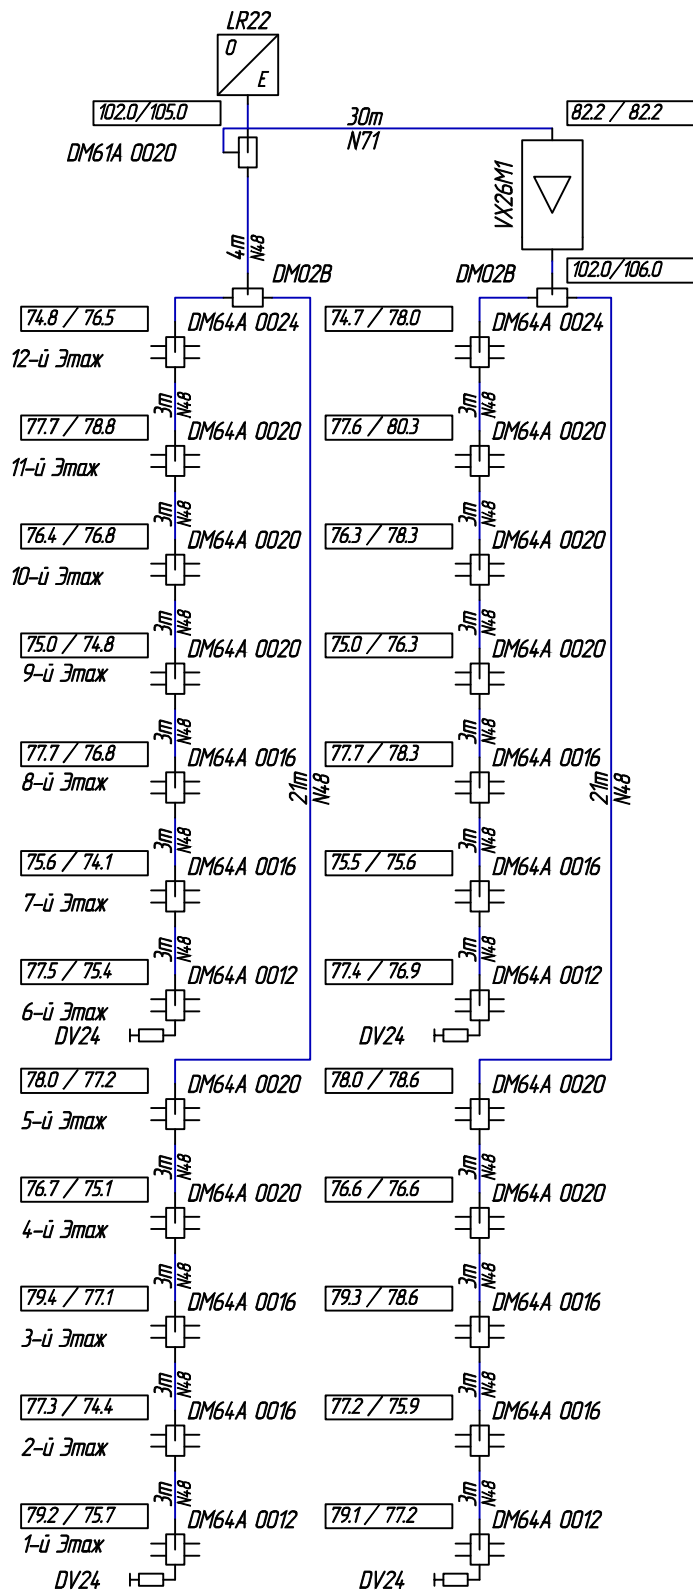 LR22
0
E
102.0/105.0
30m
82.2 / 82.2
N71
DM61A 0020
VX26M1
4m
N48
DM02B
DM02B
102.0/106.0
74.8 / 76.5
DM64A 0024
74.7 / 78.0
DM64A 0024
12-й Этаж
3m
N48
3m
N48
77.7 / 78.8
DM64A 0020
77.6 / 80.3
DM64A 0020
11-й Этаж
3m
N48
3m
N48
76.4 / 76.8
DM64A 0020
76.3 / 78.3
DM64A 0020
10-й Этаж
3m
N48
3m
N48
75.0 / 74.8
DM64A 0020
75.0 / 76.3
DM64A 0020
9-й Этаж
3m
N48
3m
N48
77.7 / 76.8
DM64A 0016
77.7 / 78.3
DM64A 0016
8-й Этаж
21m
N48
21m
N48
3m
N48
3m
N48
75.6 / 74.1
DM64A 0016
75.5 / 75.6
DM64A 0016
7-й Этаж
3m
N48
3m
N48
77.5 / 75.4
DM64A 0012
77.4 / 76.9
DM64A 0012
6-й Этаж
DV24
DV24
78.0 / 77.2
DM64A 0020
78.0 / 78.6
DM64A 0020
5-й Этаж
3m
N48
3m
N48
76.7 / 75.1
DM64A 0020
76.6 / 76.6
DM64A 0020
4-й Этаж
3m
N48
3m
N48
79.4 / 77.1
DM64A 0016
79.3 / 78.6
DM64A 0016
3-й Этаж
3m
N48
3m
N48
77.3 / 74.4
DM64A 0016
77.2 / 75.9
DM64A 0016
2-й Этаж
3m
N48
3m
N48
79.2 / 75.7
DM64A 0012
79.1 / 77.2
DM64A 0012
1-й Этаж
DV24
DV24